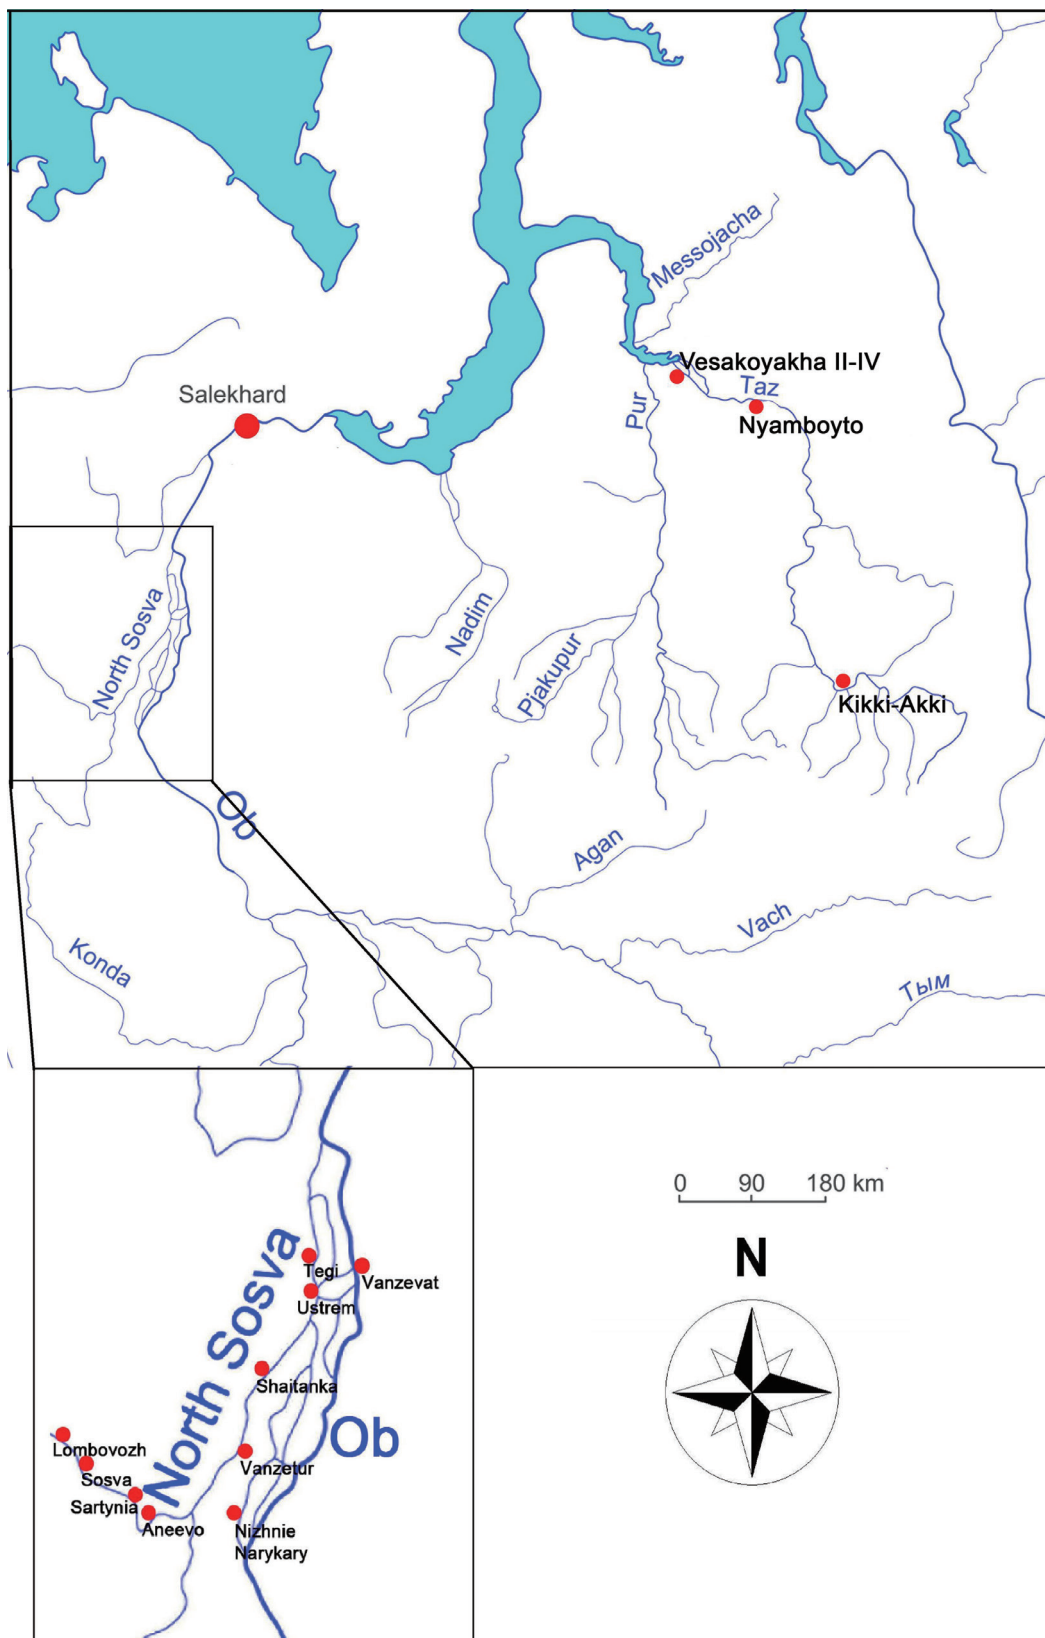 Messojacha
Vesakoyakha II-IV
Taz
Salekhard
Pur
Nyamboyto
North Sosva
Nadim
Pjakupur
Kikki-Akki
Ob
Agan
Vach
Konda
Тым
0 90 180 km
N
North Sosva
Tegi
Vanzevat
Ustrem
Shaitanka
Ob
Lombovozh
Vanzetur
Sosva
Sartynia
Aneevo
Nizhnie
Narykary